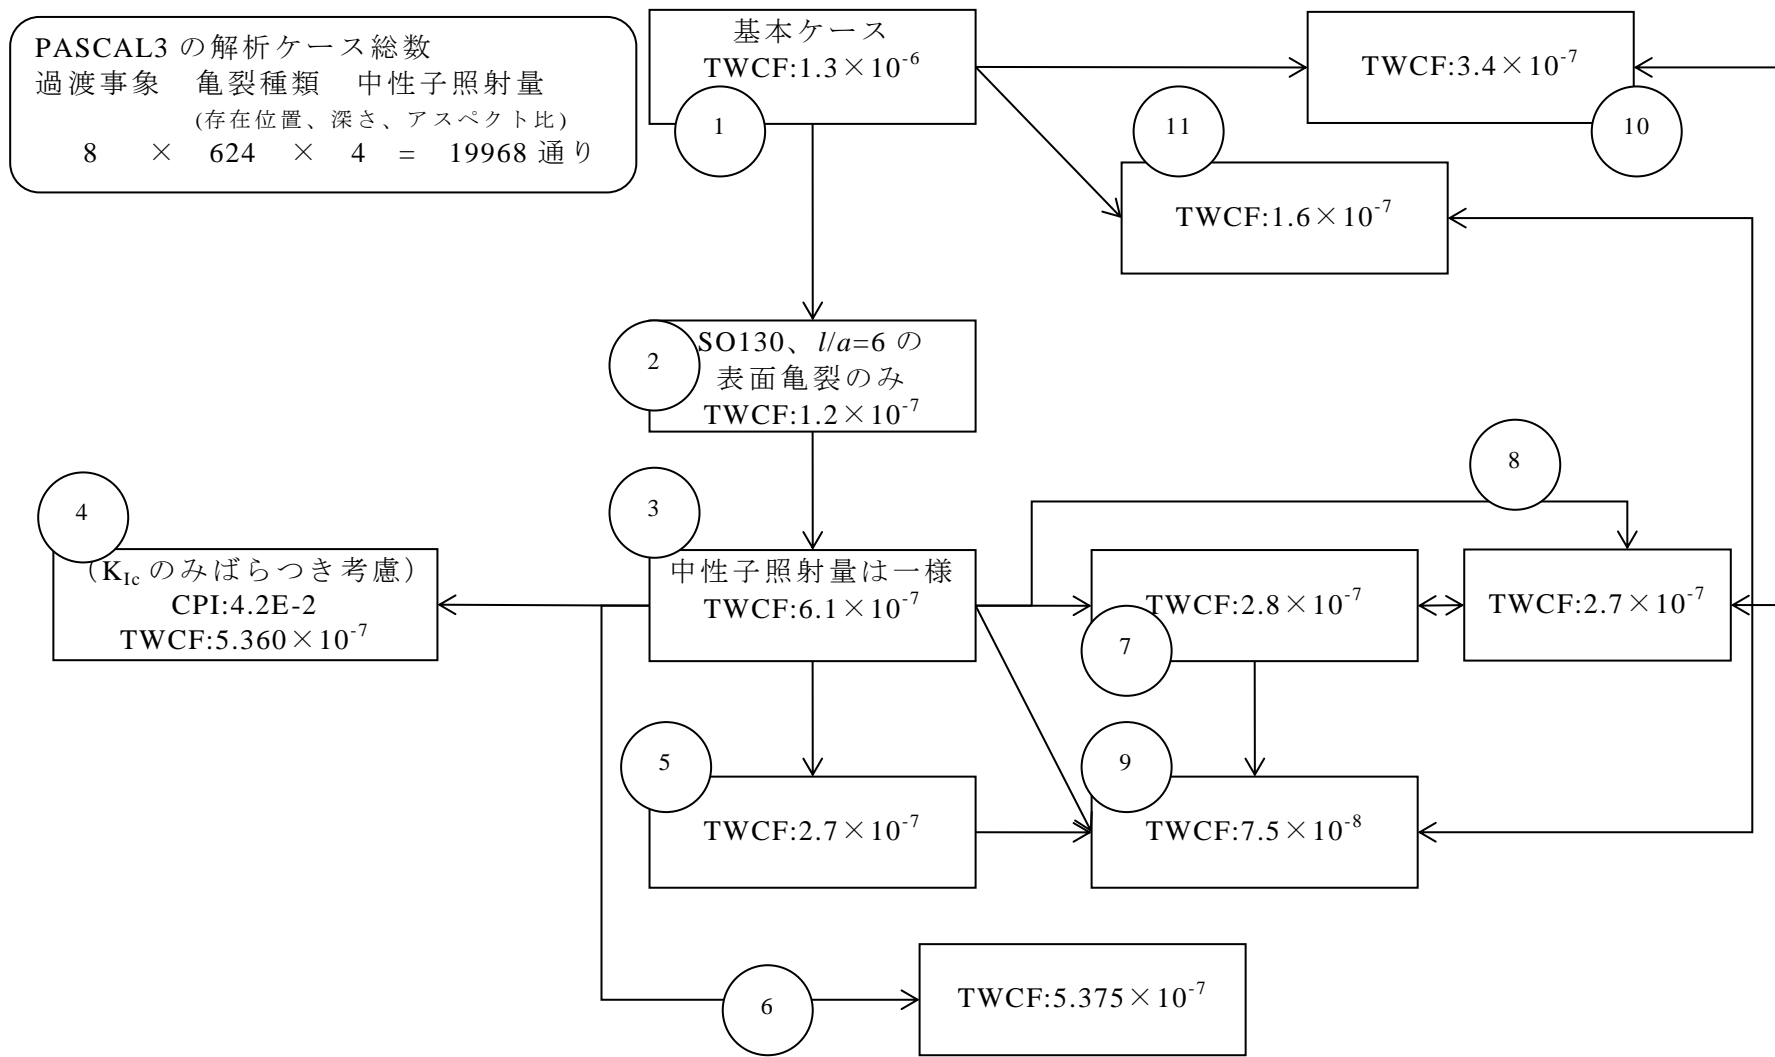 PASCAL3 の解析ケース総数
過渡事象 亀裂種類 中性子照射量
(存在位置、深さ、アスペクト比)
8 × 624 × 4 = 19968 通り
基本ケース
TWCF:1.3×10⁻⁶
1
TWCF:3.4×10⁻⁷
10
11
TWCF:1.6×10⁻⁷
2
SO130、l/a=6 の
表面亀裂のみ
TWCF:1.2×10⁻⁷
3
中性子照射量は一様
TWCF:6.1×10⁻⁷
4
(KIc のみばらつき考慮)
CPI:4.2E-2
TWCF:5.360×10⁻⁷
7
TWCF:2.8×10⁻⁷
8
TWCF:2.7×10⁻⁷
5
TWCF:2.7×10⁻⁷
9
TWCF:7.5×10⁻⁸
6
TWCF:5.375×10⁻⁷